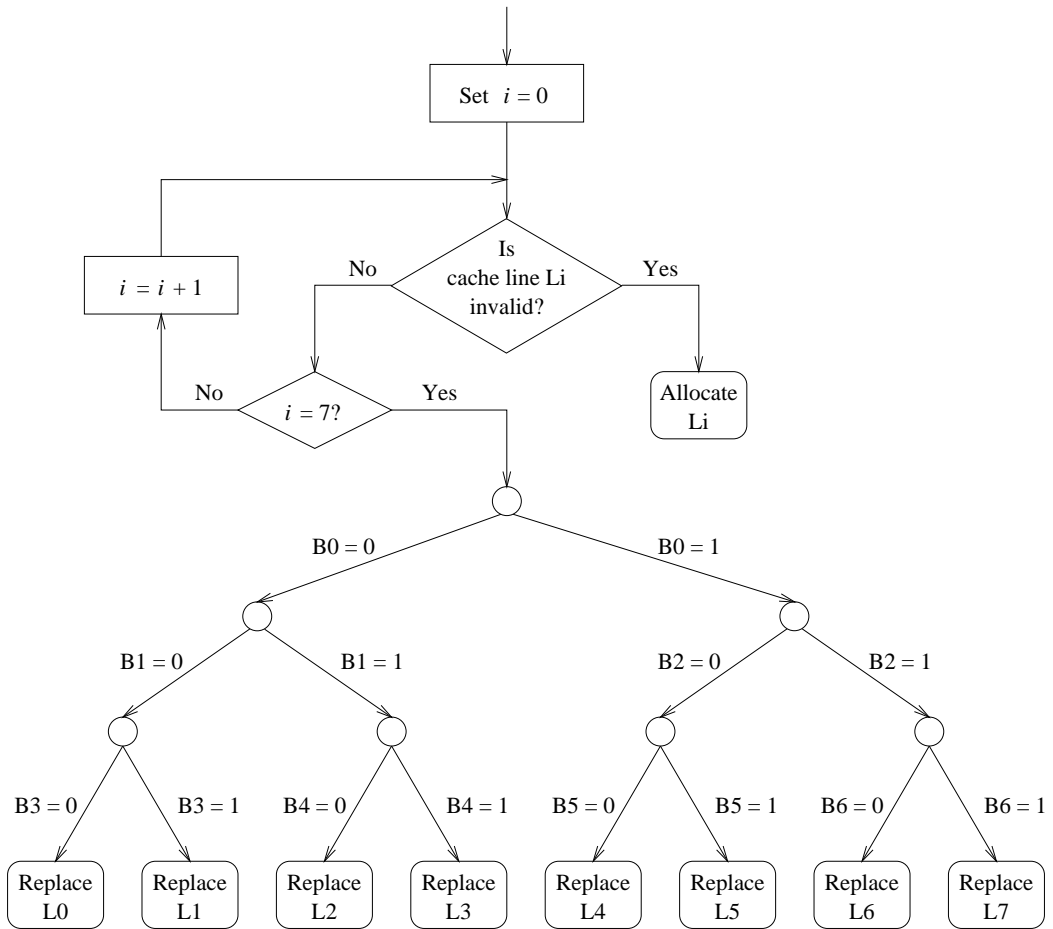 Set i = 0
Is
cache line Li
invalid?
No
Yes
i = i + 1
Allocate
Li
No
i = 7?
Yes
B0 = 0
B0 = 1
B1 = 0
B1 = 1
B2 = 0
B2 = 1
B3 = 0
B3 = 1
B4 = 0
B4 = 1
B5 = 0
B5 = 1
B6 = 0
B6 = 1
Replace
L0
Replace
L1
Replace
L2
Replace
L3
Replace
L4
Replace
L5
Replace
L6
Replace
L7